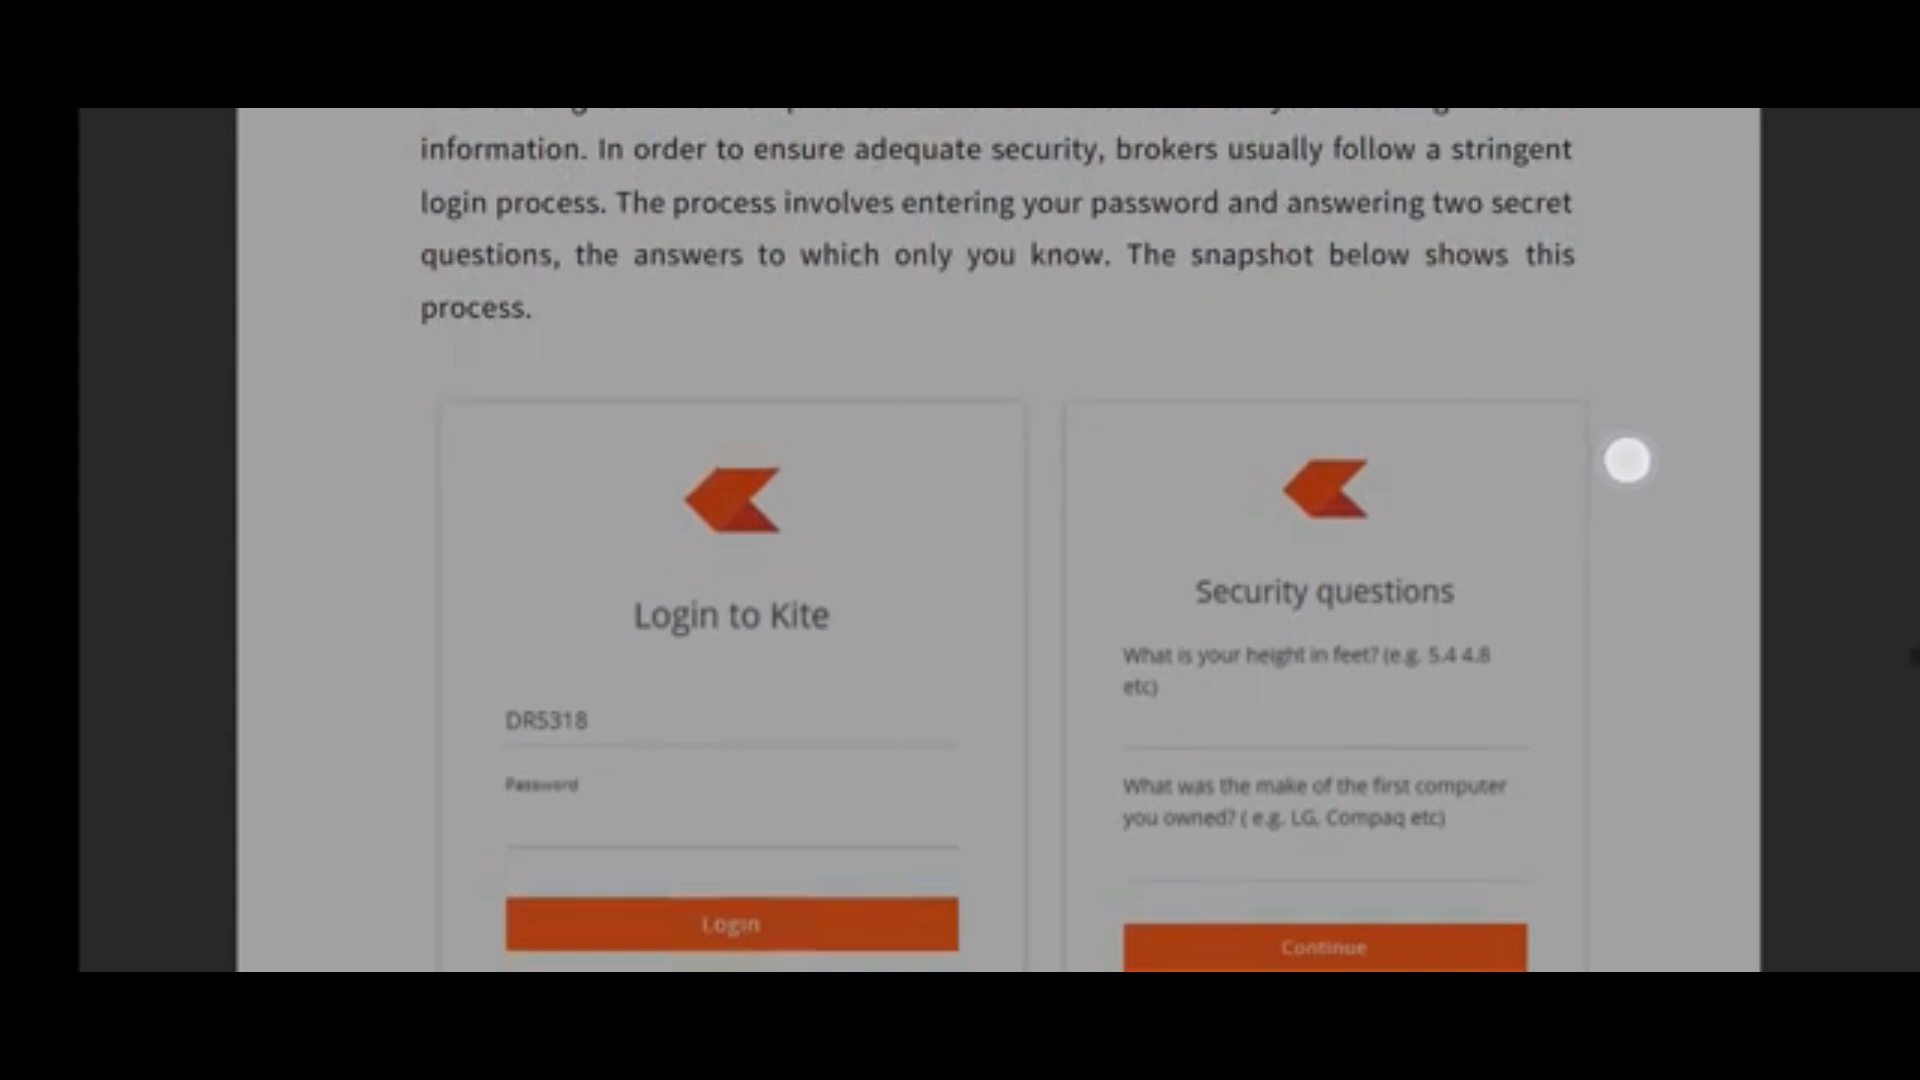 information. In order to ensure adequate security, brokers usually follow a stringent
login process. The process involves entering your password and answering two secret
questions, the answers to which only you know. The snapshot below shows this
process.
Login to Kite
DR5318
Password
Login
Security questions
What is your height in feet? (e.g. 5.4 4.8
etc)
What was the make of the first computer
you owned? ( e.g. LG, Compaq etc)
Continue